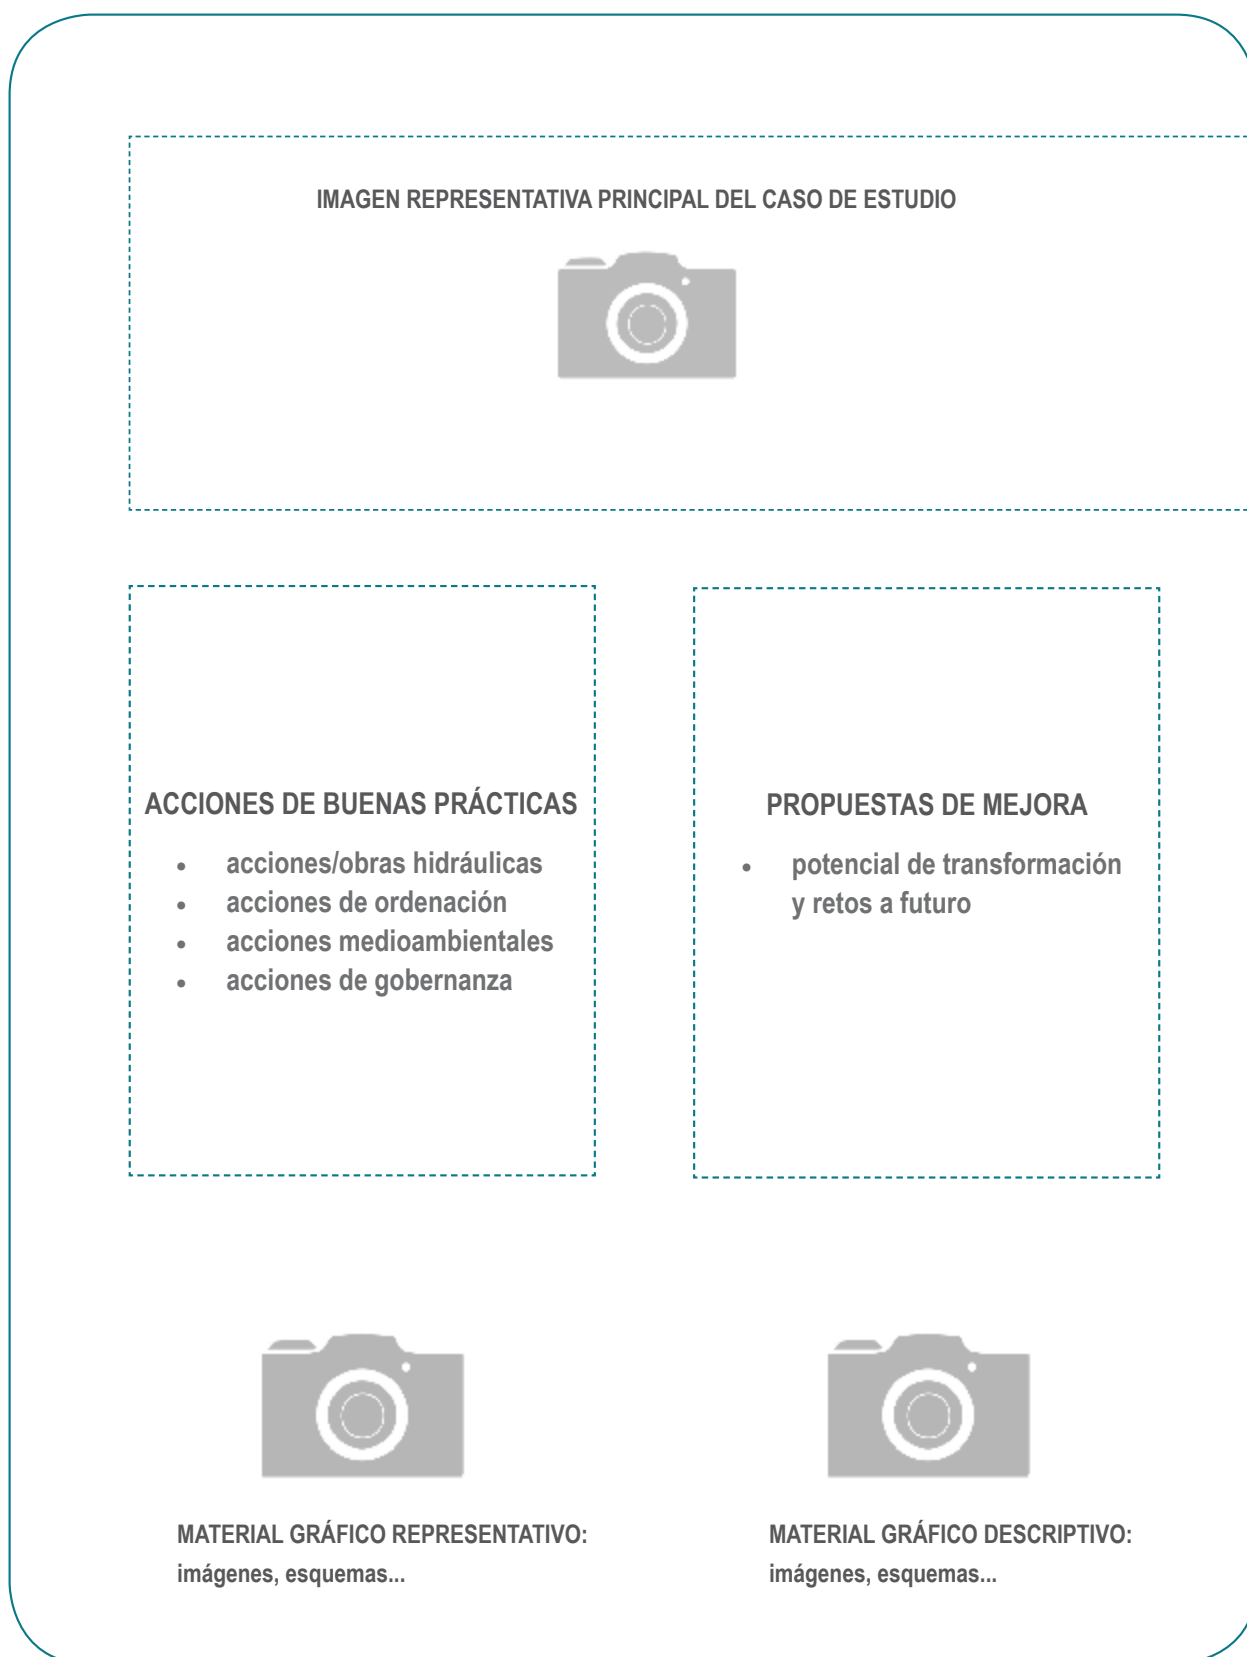 IMAGEN REPRESENTATIVA PRINCIPAL DEL CASO DE ESTUDIO
ACCIONES DE BUENAS PRÁCTICAS
• acciones/obras hidráulicas
• acciones de ordenación
• acciones medioambientales
• acciones de gobernanza
PROPUESTAS DE MEJORA
• potencial de transformación
y retos a futuro
MATERIAL GRÁFICO REPRESENTATIVO:
imágenes, esquemas...
MATERIAL GRÁFICO DESCRIPTIVO:
imágenes, esquemas...